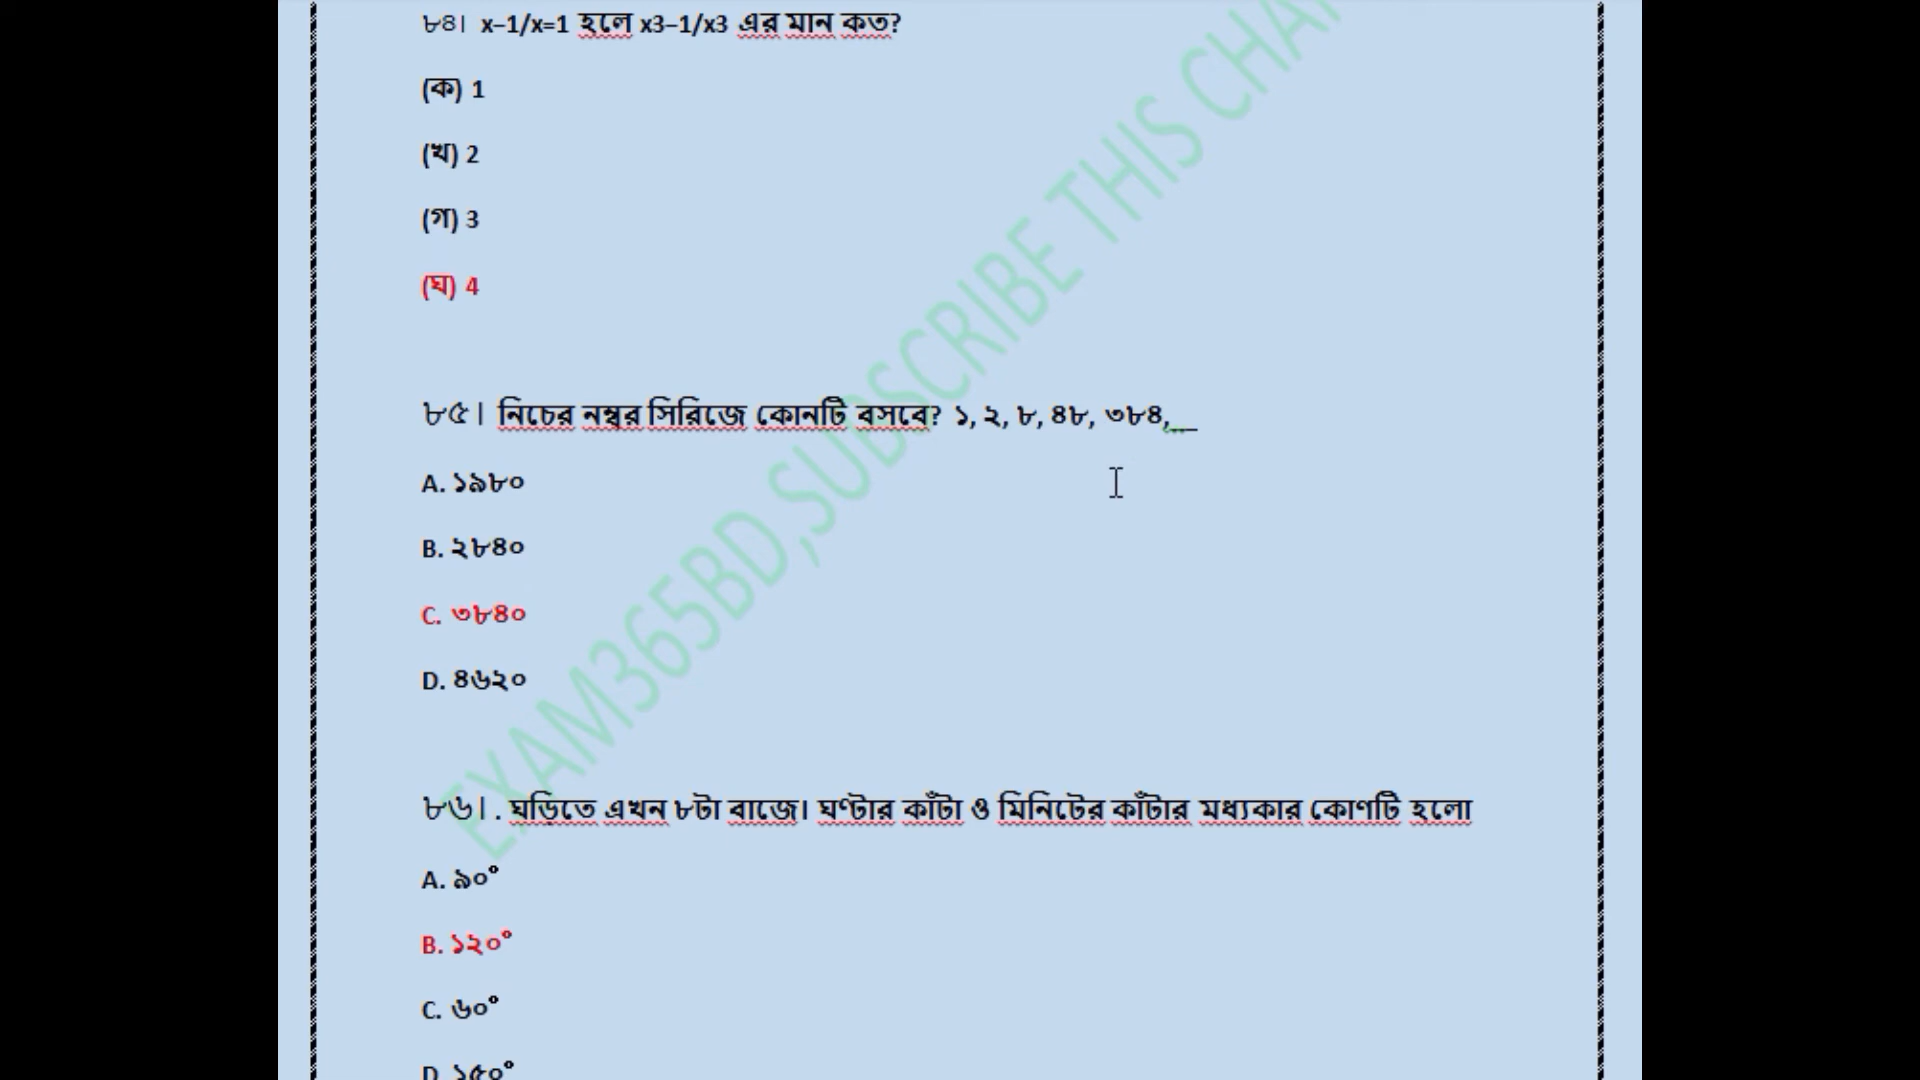 ৮৪। x–1/x=1 হলে x3–1/x3 এর মান কত?
(ক) 1
(খ) 2
(গ) 3
(ঘ) 4
৮৫। নিচের নম্বর সিরিজে কোনটি বসবে? ১, ২, ৮, ৪৮, ৩৮৪,__
A. ১৯৮০
B. ২৮৪০
C. ৩৮৪০
D. ৪৬২০
৮৬। . ঘড়িতে এখন ৮টা বাজে। ঘণ্টার কাঁটা ও মিনিটের কাঁটার মধ্যকার কোণটি হলো
A. ৯০°
B. ১২০°
C. ৬০°
D. ১৫০°
EXAM365BD,SUBSCRIBE THIS